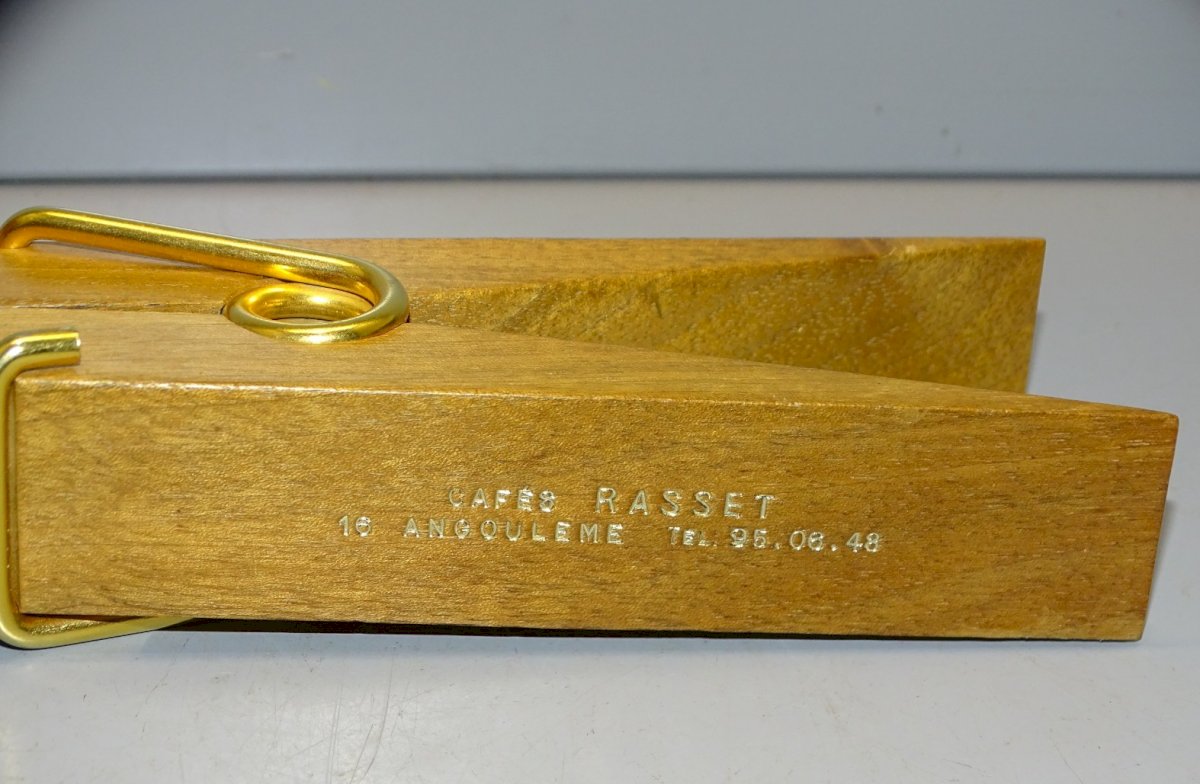 CAFÉS RASSET
16 ANGOULEME TEL. 95.06.48